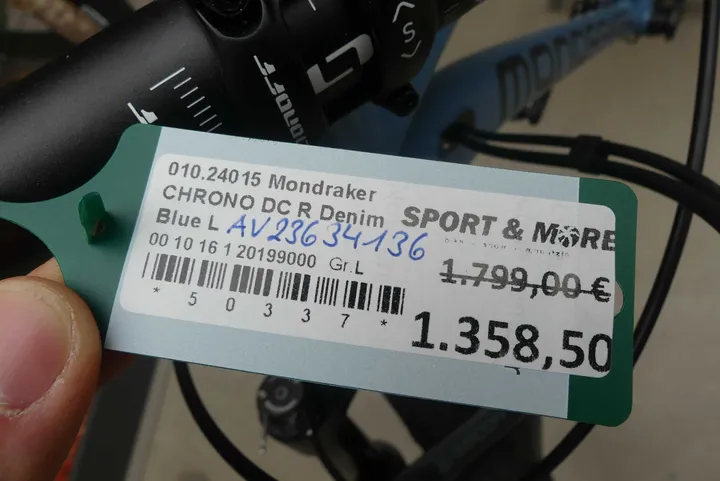 S
MOND
010.24015 Mondraker
CHRONO DC R Denim
Blue L AV23634136
SPORT & MORE
00 10 16 1 20199000 Gr.L
1.799,00 €
* 5 0 3 3 7 *
1.358,50